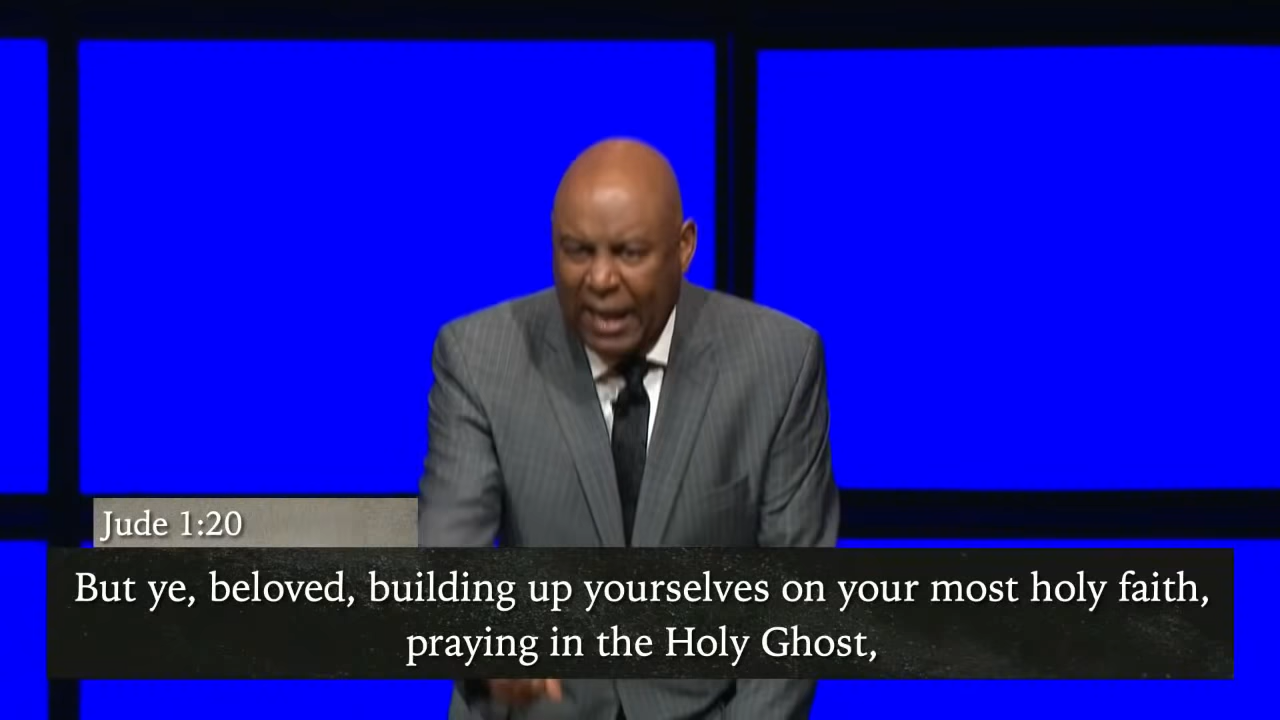 Jude 1:20
But ye, beloved, building up yourselves on your most holy faith,
praying in the Holy Ghost,